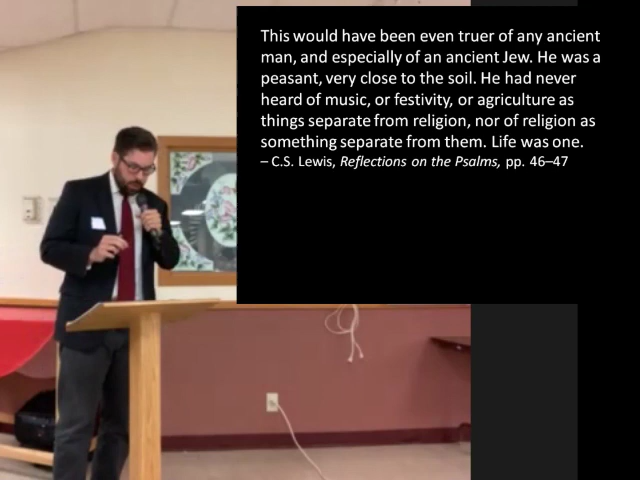 This would have been even truer of any ancient
man, and especially of an ancient Jew. He was a
peasant, very close to the soil. He had never
heard of music, or festivity, or agriculture as
things separate from religion, nor of religion as
something separate from them. Life was one.
– C.S. Lewis, Reflections on the Psalms, pp. 46–47